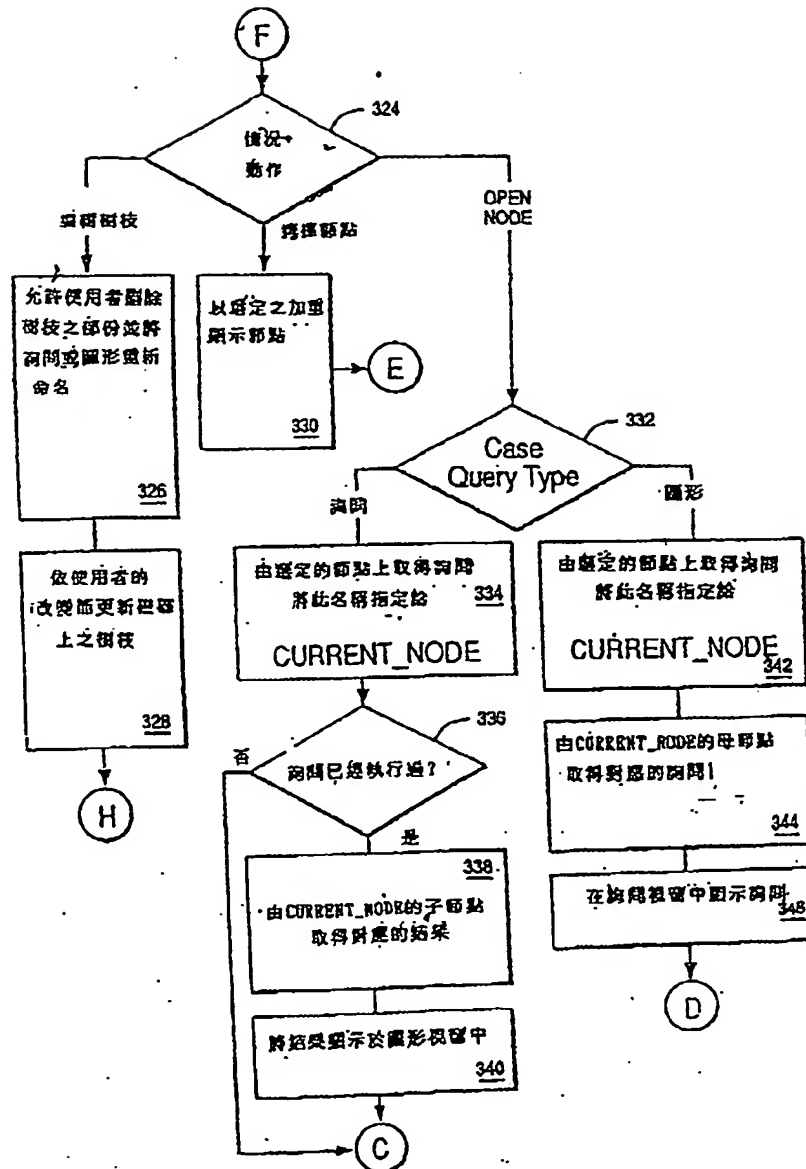 F
324
情況
動作
編輯樹枝
選擇節點
OPEN
NODE
允許使用者刪除
樹枝之部份並將
詢問或圖形重新
命名
326
以選定之加重
顯示節點
330
E
332
Case
Query Type
詢問
圖形
依使用者的
改變而更新螢幕
上之樹枝
328
H
由選定的節點上取得詢問
將此名稱指定給
334
CURRENT_NODE
由選定的節點上取得詢問
將此名稱指定給
CURRENT_NODE
342
336
否
詢問已經執行過?
是
由CURRENT_NODE的母節點
取得對應的詢問
344
338
由CURRENT_NODE的子節點
取得對應的結果
在詢問視窗中顯示詢問
346
D
將結果顯示於圖形視窗中
340
C